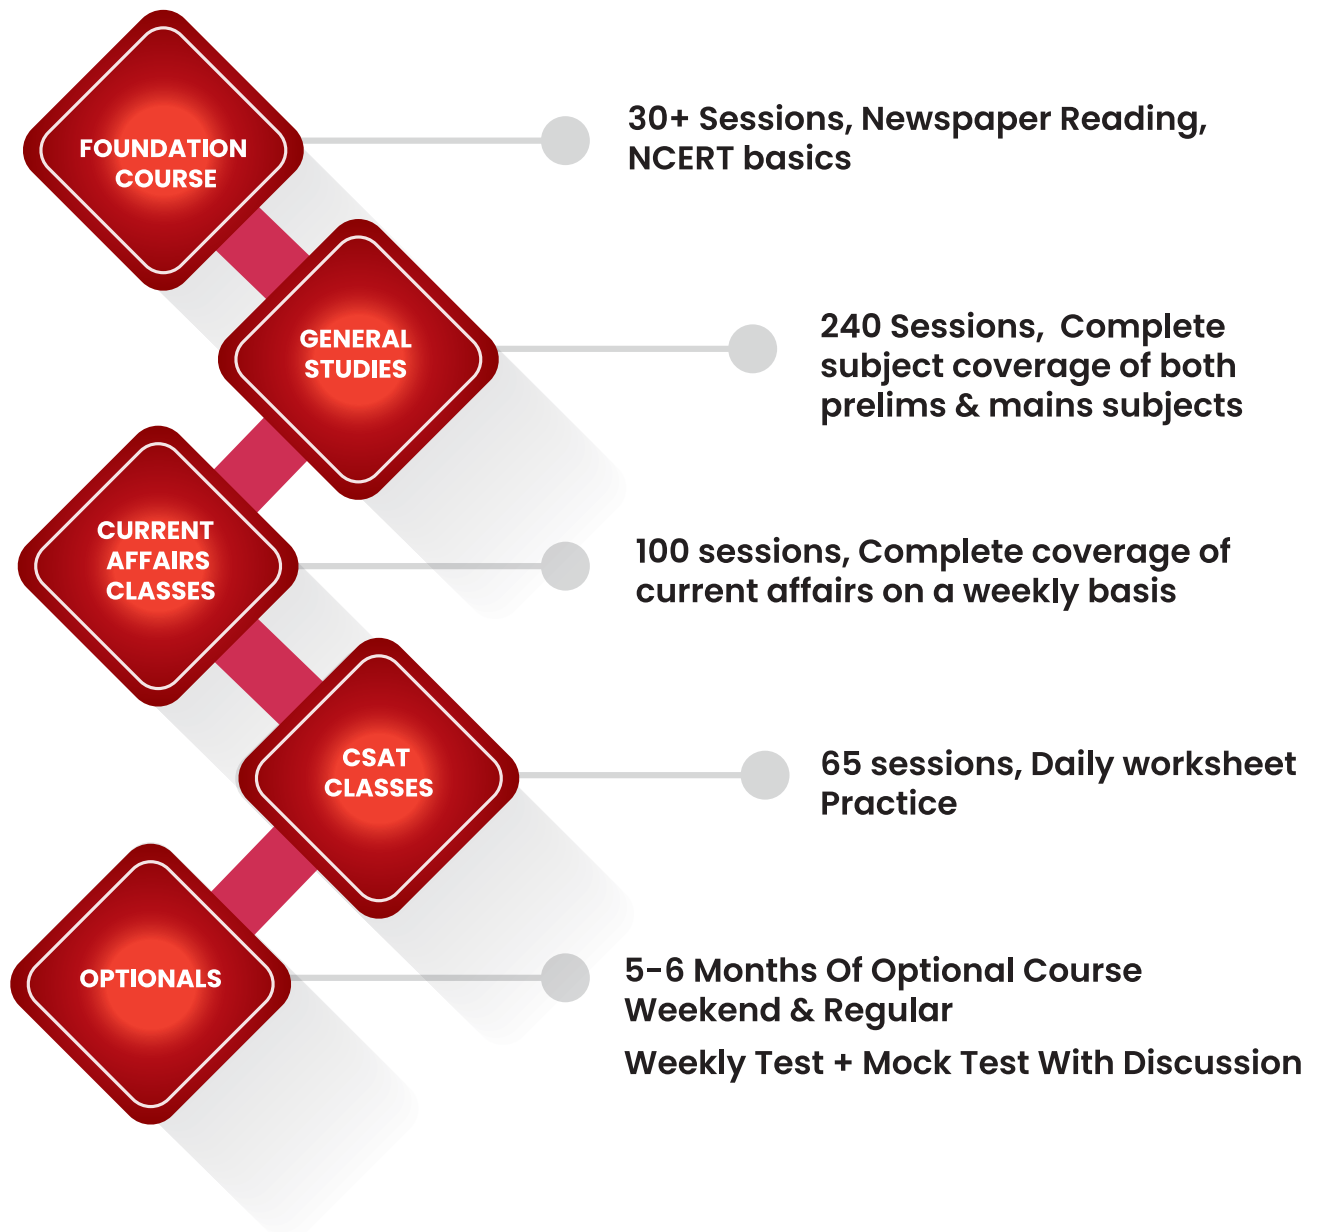 FOUNDATION
COURSE
30+ Sessions, Newspaper Reading,
NCERT basics
GENERAL
STUDIES
240 Sessions,  Complete
subject coverage of both
prelims & mains subjects
CURRENT
AFFAIRS
CLASSES
100 sessions, Complete coverage of
current affairs on a weekly basis
CSAT
CLASSES
65 sessions, Daily worksheet
Practice
OPTIONALS
5-6 Months Of Optional Course
Weekend & Regular
Weekly Test + Mock Test With Discussion